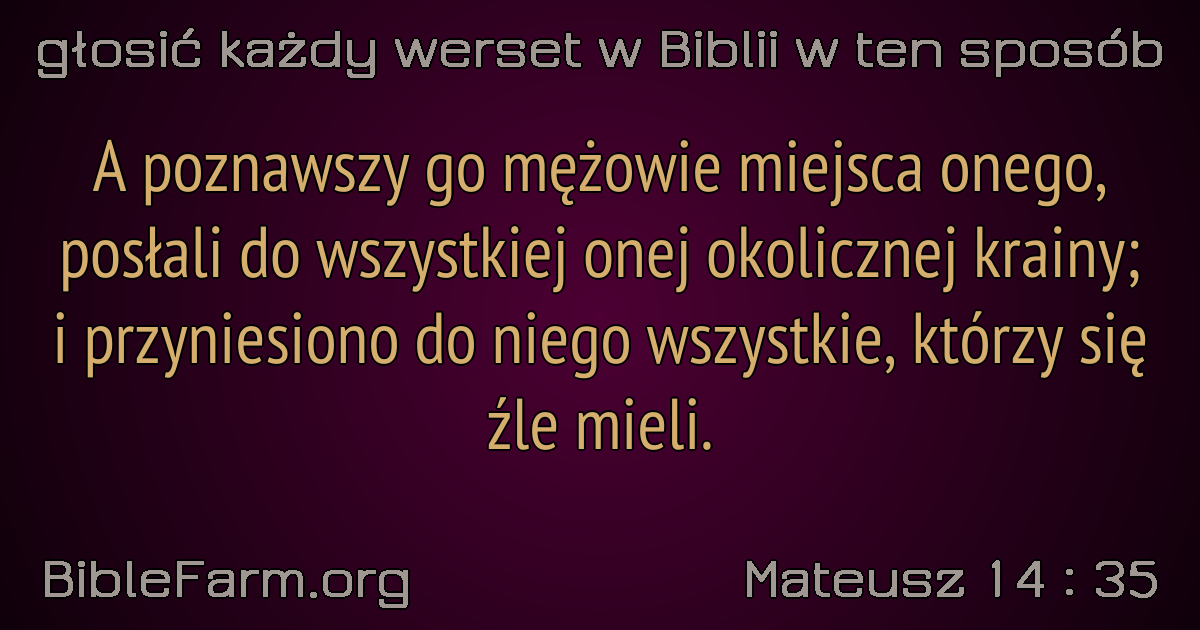 głosić każdy werset w Biblii w ten sposób
A poznawszy go mężowie miejsca onego,
posłali do wszystkiej onej okolicznej krainy;
i przyniesiono do niego wszystkie, którzy się
źle mieli.
BibleFarm.org
Mateusz 14 : 35